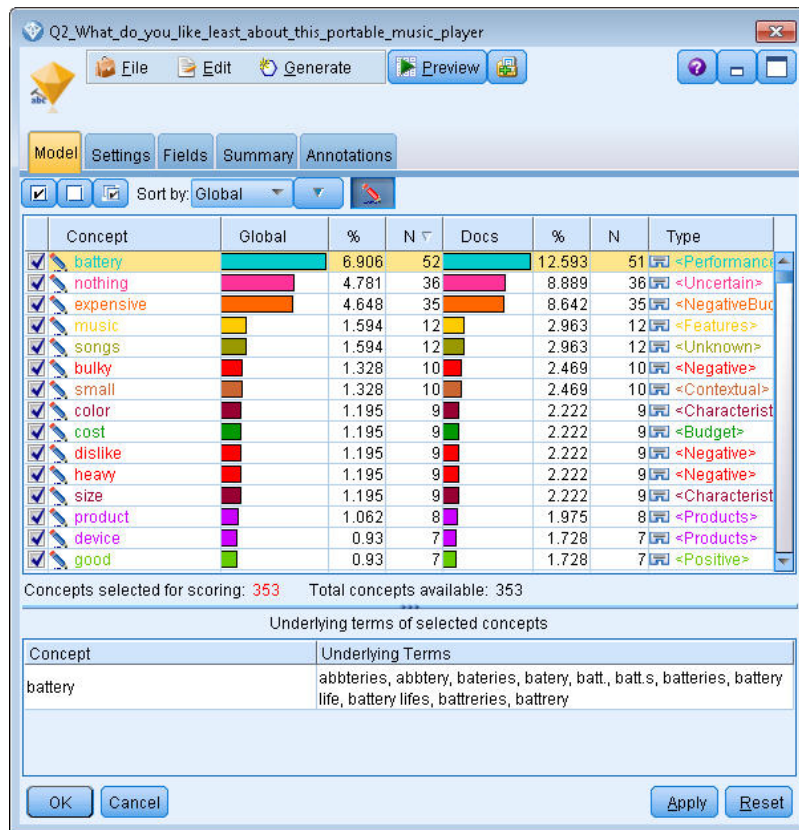 Q2_What_do_you_like_least_about_this_portable_music_player
abc File Edit Generate Preview ?
Model Settings Fields Summary Annotations
Sort by: Global
Concept Global % N Docs % N Type
battery 6.906 52 12.593 51 <Performance
nothing 4.781 36 8.889 36 <Uncertain>
expensive 4.648 35 8.642 35 <NegativeBud
music 1.594 12 2.963 12 <Features>
songs 1.594 12 2.963 12 <Unknown>
bulky 1.328 10 2.469 10 <Negative>
small 1.328 10 2.469 10 <Contextual>
color 1.195 9 2.222 9 <Characterist
cost 1.195 9 2.222 9 <Budget>
dislike 1.195 9 2.222 9 <Negative>
heavy 1.195 9 2.222 9 <Negative>
size 1.195 9 2.222 9 <Characterist
product 1.062 8 1.975 8 <Products>
device 0.93 7 1.728 7 <Products>
good 0.93 7 1.728 7 <Positive>
Concepts selected for scoring: 353 Total concepts available: 353
Underlying terms of selected concepts
Concept Underlying Terms
battery abbteries, abbtery, bateries, batery, batt., batt.s, batteries, battery
life, battery lifes, battreries, battrery
OK Cancel Apply Reset